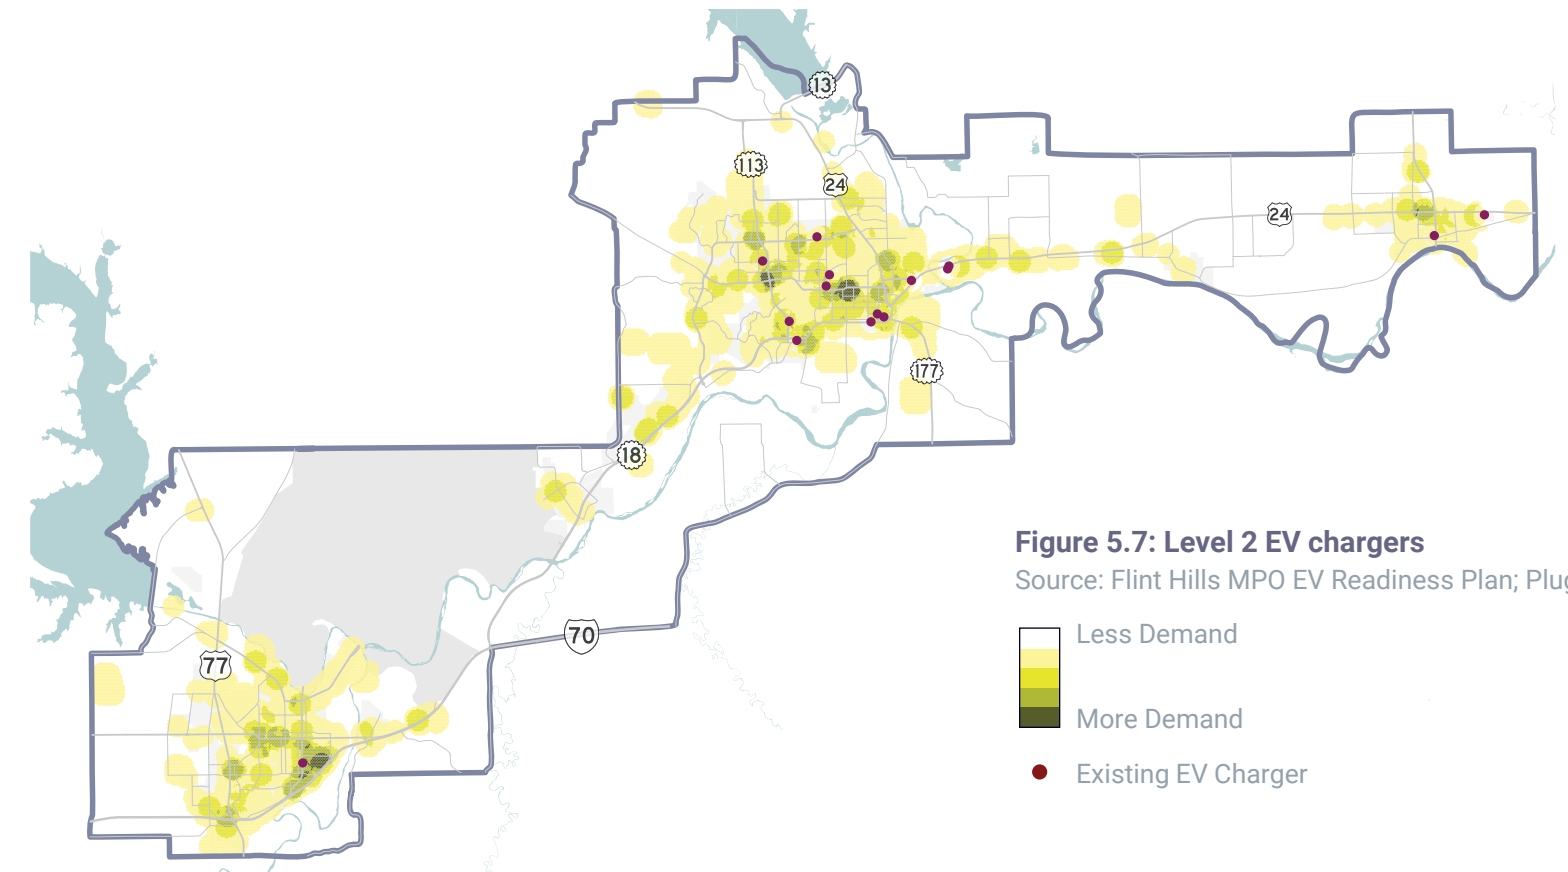 13
113
24
24
177
18
Figure 5.7: Level 2 EV chargers
Source: Flint Hills MPO EV Readiness Plan; Plug
Less Demand
70
77
More Demand
Existing EV Charger